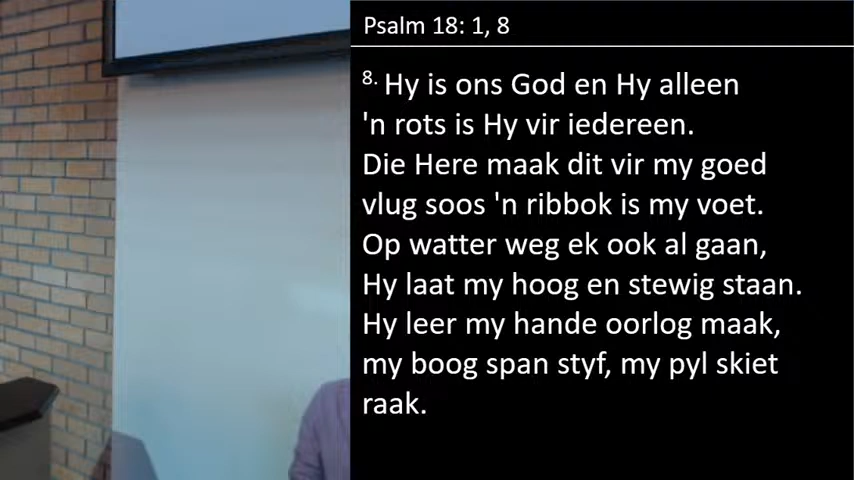 Psalm 18: 1, 8
8. Hy is ons God en Hy alleen
'n rots is Hy vir iedereen.
Die Here maak dit vir my goed
vlug soos 'n ribbok is my voet.
Op watter weg ek ook al gaan,
Hy laat my hoog en stewig staan.
Hy leer my hande oorlog maak,
my boog span styf, my pyl skiet
raak.